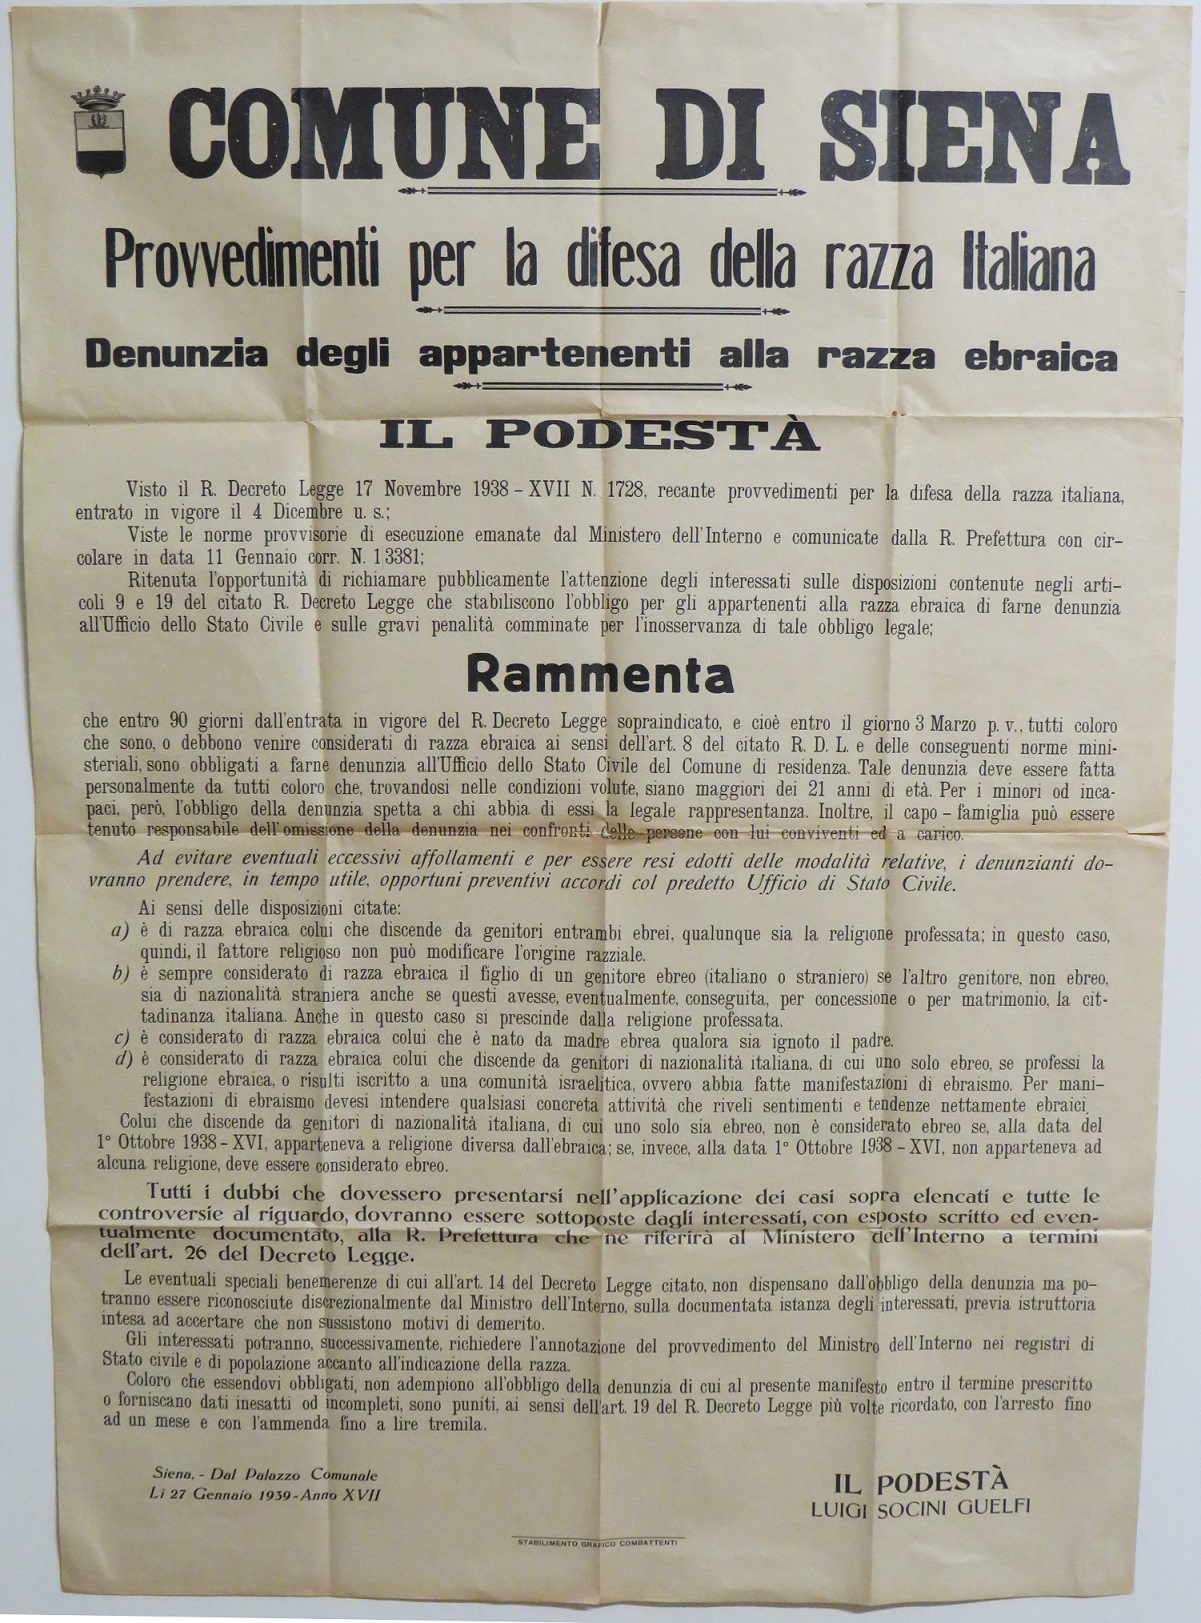 COMUNE DI SIENA
Provvedimenti per la difesa della razza Italiana
Denunzia degli appartenenti alla razza ebraica
IL PODESTÀ
Visto il R. Decreto Legge 17 Novembre 1938 - XVII N. 1728, recante provvedimenti per la difesa della razza italiana,
entrato in vigore il 4 Dicembre u. s.;
Viste le norme provvisorie di esecuzione emanate dal Ministero dell'Interno e comunicate dalla R. Prefettura con cir-
colare in data 11 Gennaio corr. N. 13381;
Ritenuta l'opportunità di richiamare pubblicamente l'attenzione degli interessati sulle disposizioni contenute negli arti-
coli 9 e 19 del citato R. Decreto Legge che stabiliscono l'obbligo per gli appartenenti alla razza ebraica di farne denunzia
all'Ufficio dello Stato Civile e sulle gravi penalità comminate per l'inosservanza di tale obbligo legale;
Rammenta
che entro 90 giorni dall'entrata in vigore del R. Decreto Legge sopraindicato, e cioè entro il giorno 3 Marzo p. v., tutti coloro
che sono, o debbono venire considerati di razza ebraica ai sensi dell'art. 8 del citato R. D. L. e delle conseguenti norme mini-
steriali, sono obbligati a farne denunzia all'Ufficio dello Stato Civile del Comune di residenza. Tale denunzia deve essere fatta
personalmente da tutti coloro che, trovandosi nelle condizioni volute, siano maggiori dei 21 anni di età. Per i minori od inca-
paci, però, l'obbligo della denunzia spetta a chi abbia di essi la legale rappresentanza. Inoltre, il capo - famiglia può essere
tenuto responsabile dell'omissione della denunzia nei confronti delle persone con lui conviventi ed a carico.
Ad evitare eventuali eccessivi affollamenti e per essere resi edotti delle modalità relative, i denunzianti do-
vranno prendere, in tempo utile, opportuni preventivi accordi col predetto Ufficio di Stato Civile.
Ai sensi delle disposizioni citate:
a) è di razza ebraica colui che discende da genitori entrambi ebrei, qualunque sia la religione professata; in questo caso,
quindi, il fattore religioso non può modificare l'origine razziale.
b) è sempre considerato di razza ebraica il figlio di un genitore ebreo (italiano o straniero) se l'altro genitore, non ebreo,
sia di nazionalità straniera anche se questi avesse, eventualmente, conseguita, per concessione o per matrimonio, la cit-
tadinanza italiana. Anche in questo caso si prescinde dalla religione professata.
c) è considerato di razza ebraica colui che è nato da madre ebrea qualora sia ignoto il padre.
d) è considerato di razza ebraica colui che discende da genitori di nazionalità italiana, di cui uno solo ebreo, se professi la
religione ebraica, o risulti iscritto a una comunità israelitica, ovvero abbia fatte manifestazioni di ebraismo. Per mani-
festazioni di ebraismo devesi intendere qualsiasi concreta attività che riveli sentimenti e tendenze nettamente ebraici.
Colui che discende da genitori di nazionalità italiana, di cui uno solo sia ebreo, non è considerato ebreo se, alla data del
1° Ottobre 1938 - XVI, apparteneva a religione diversa dall'ebraica; se, invece, alla data 1° Ottobre 1938 - XVI, non apparteneva ad
alcuna religione, deve essere considerato ebreo.
Tutti i dubbi che dovessero presentarsi nell'applicazione dei casi sopra elencati e tutte le
controversie al riguardo, dovranno essere sottoposte dagli interessati, con esposto scritto ed even-
tualmente documentato, alla R. Prefettura che ne riferirà al Ministero dell'Interno a termini
dell'art. 26 del Decreto Legge.
Le eventuali speciali benemerenze di cui all'art. 14 del Decreto Legge citato, non dispensano dall'obbligo della denunzia ma po-
tranno essere riconosciute discrezionalmente dal Ministro dell'Interno, sulla documentata istanza degli interessati, previa istruttoria
intesa ad accertare che non sussistono motivi di demerito.
Gli interessati potranno, successivamente, richiedere l'annotazione del provvedimento del Ministro dell'Interno nei registri di
Stato civile e di popolazione accanto all'indicazione della razza.
Coloro che essendovi obbligati, non adempiono all'obbligo della denunzia di cui al presente manifesto entro il termine prescritto
o forniscano dati inesatti od incompleti, sono puniti, ai sensi dell'art. 19 del R. Decreto Legge più volte ricordato, con l'arresto fino
ad un mese e con l'ammenda fino a lire tremila.
Siena, - Dal Palazzo Comunale
Lì 27 Gennaio 1939 - Anno XVII
IL PODESTÀ
LUIGI SOCINI GUELFI
STABILIMENTO GRAFICO COMBATTENTI